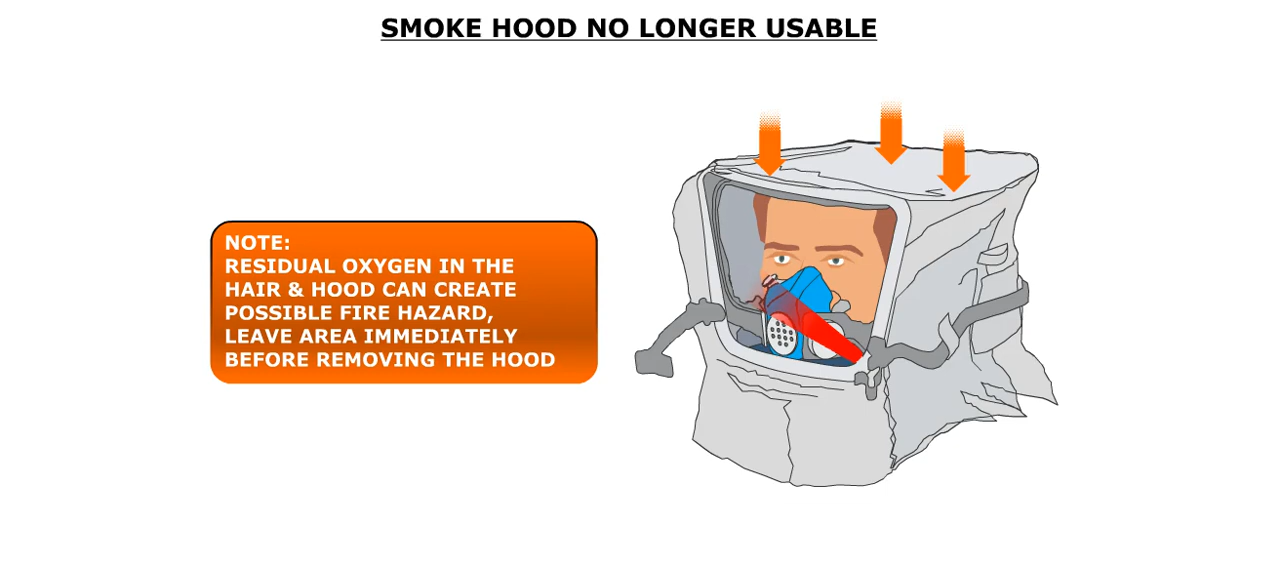 SMOKE HOOD NO LONGER USABLE
NOTE:
RESIDUAL OXYGEN IN THE
HAIR & HOOD CAN CREATE
POSSIBLE FIRE HAZARD,
LEAVE AREA IMMEDIATELY
BEFORE REMOVING THE HOOD